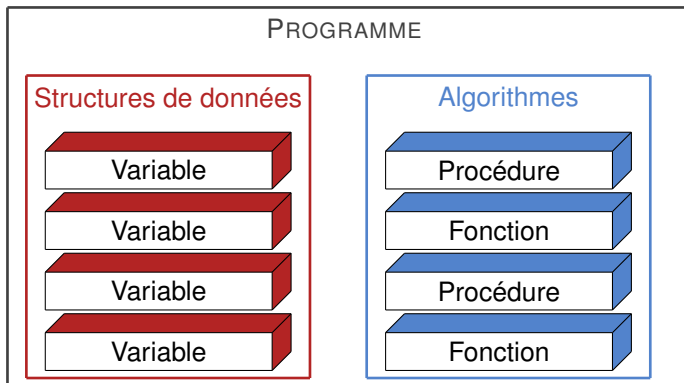 PROGRAMME
Structures de données
Variable
Variable
Variable
Variable
Algorithmes
Procédure
Fonction
Procédure
Fonction